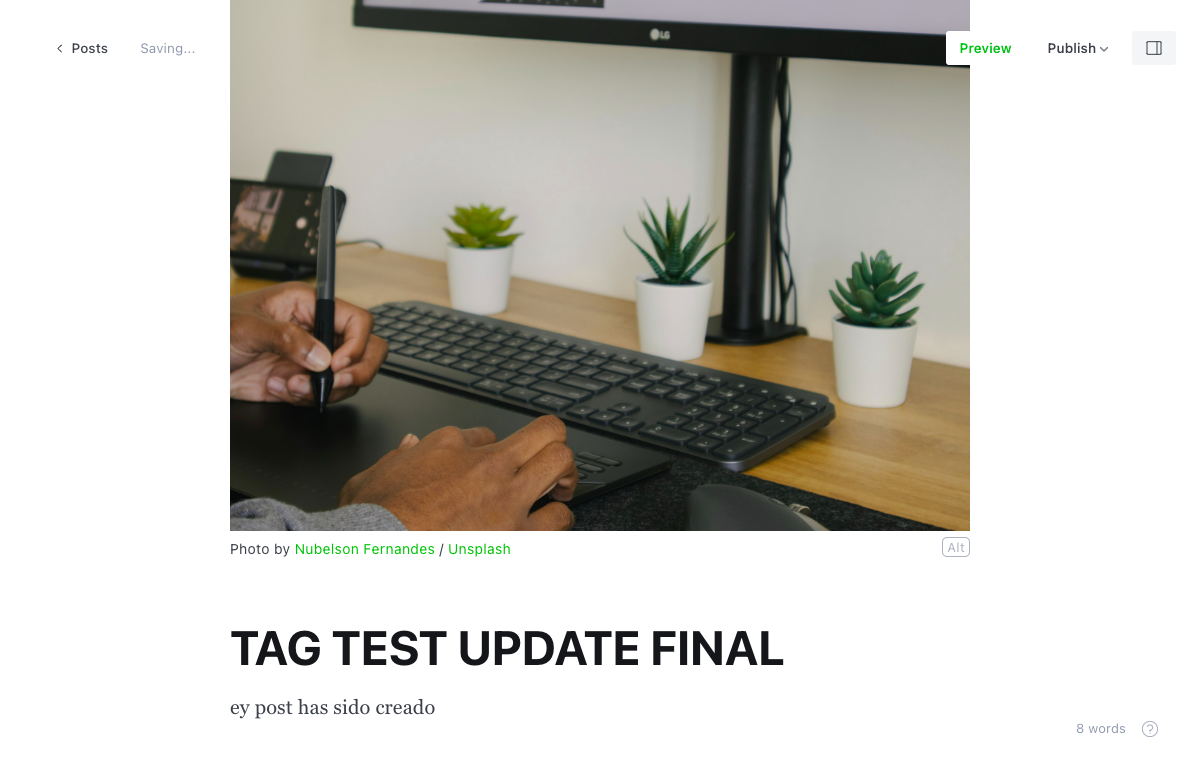 LG
Posts
Saving...
Preview
Publish
Photo by Nubelson Fernandes / Unsplash
Alt
TAG TEST UPDATE FINAL
ey post has sido creado
8 words
?